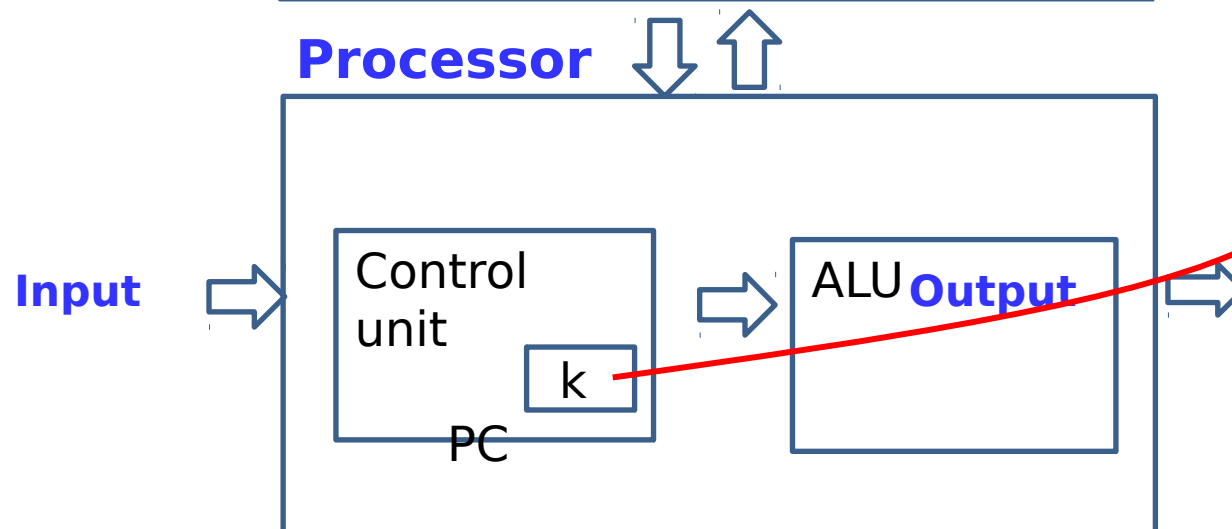 Processor
Input
Control
unit
k
PC
ALU
Output